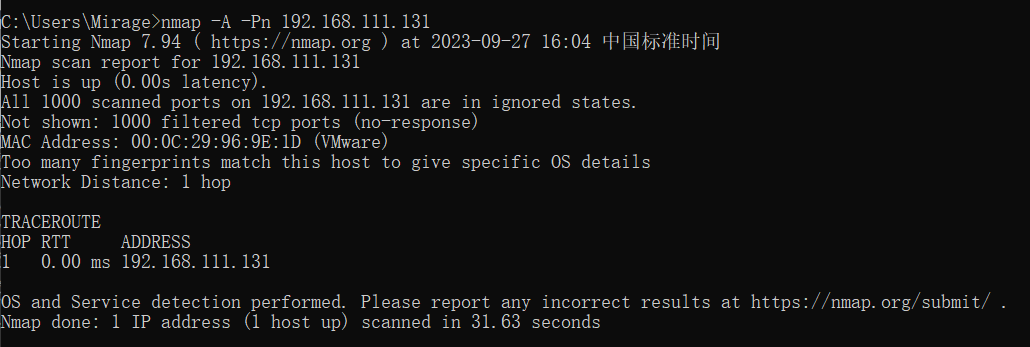 C:\Users\Mirage>nmap -A -Pn 192.168.111.131
Starting Nmap 7.94 ( https://nmap.org ) at 2023-09-27 16:04 中国标准时间
Nmap scan report for 192.168.111.131
Host is up (0.00s latency).
All 1000 scanned ports on 192.168.111.131 are in ignored states.
Not shown: 1000 filtered tcp ports (no-response)
MAC Address: 00:0C:29:96:9E:1D (VMware)
Too many fingerprints match this host to give specific OS details
Network Distance: 1 hop

TRACEROUTE
HOP RTT     ADDRESS
1   0.00 ms 192.168.111.131

OS and Service detection performed. Please report any incorrect results at https://nmap.org/submit/ .
Nmap done: 1 IP address (1 host up) scanned in 31.63 seconds